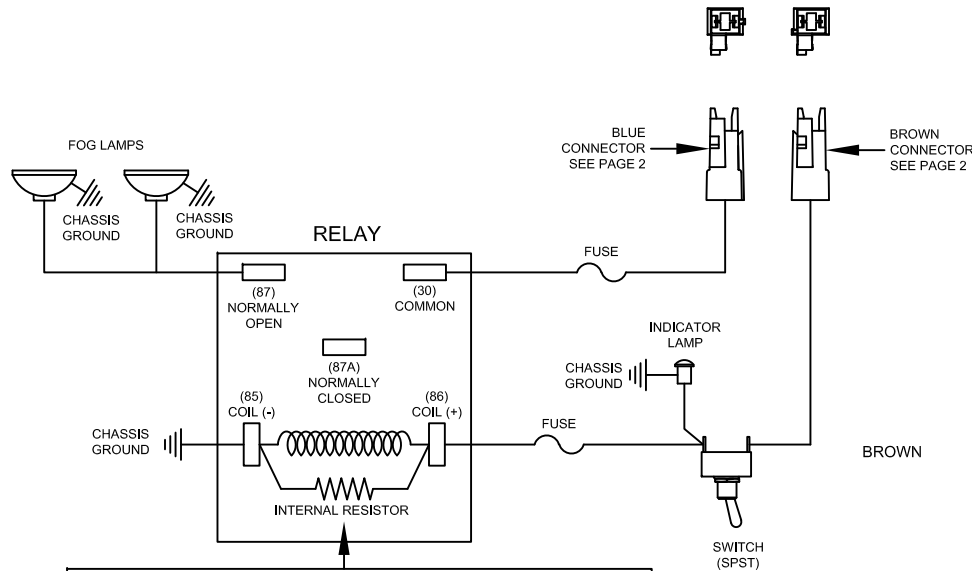 BLUE
CONNECTOR
SEE PAGE 2
BROWN
CONNECTOR
SEE PAGE 2
FOG LAMPS
CHASSIS
GROUND
CHASSIS
GROUND
RELAY
FUSE
(87)
NORMALLY
OPEN
(30)
COMMON
INDICATOR
LAMP
(87A)
NORMALLY
CLOSED
CHASSIS
GROUND
(85)
COIL (-)
(86)
COIL (+)
CHASSIS
GROUND
FUSE
BROWN
INTERNAL RESISTOR
SWITCH
(SPST)